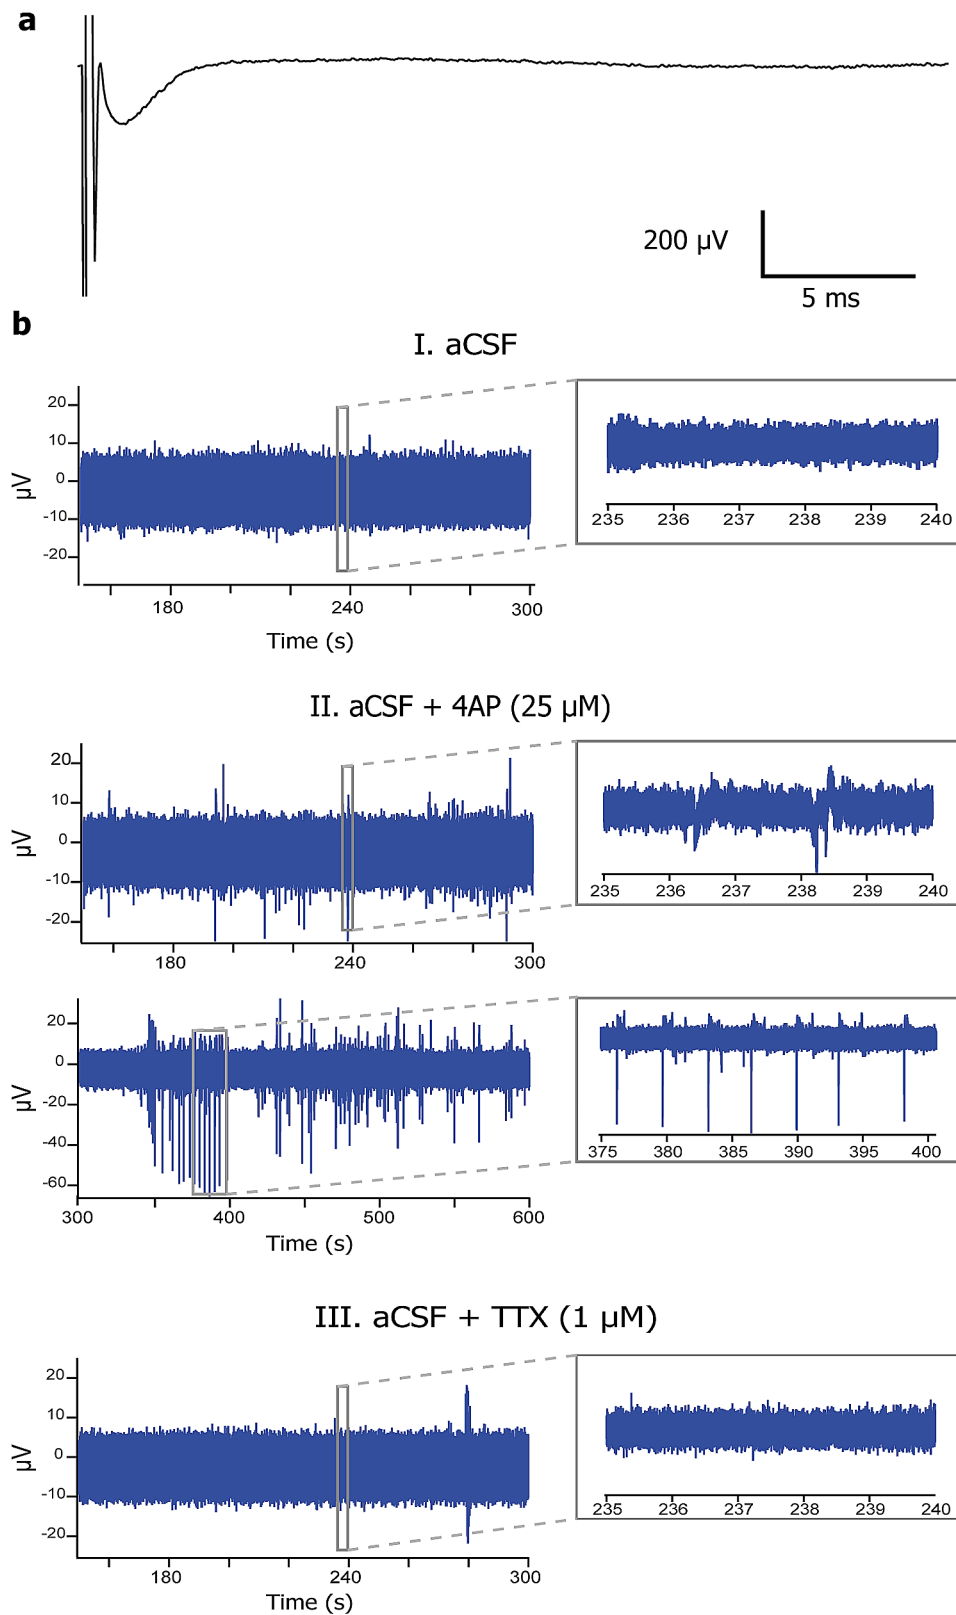 a
200 µV
5 ms
b
I. aCSF
20
10
0
-10
-20
µV
180 240 300
Time (s)
235 236 237 238 239 240
II. aCSF + 4AP (25 µM)
20
10
0
-10
-20
µV
180 240 300
235 236 237 238 239 240
20
0
-20
-40
-60
µV
300 400 500 600
Time (s)
375 380 385 390 395 400
III. aCSF + TTX (1 µM)
20
10
0
-10
-20
µV
180 240 300
Time (s)
235 236 237 238 239 240